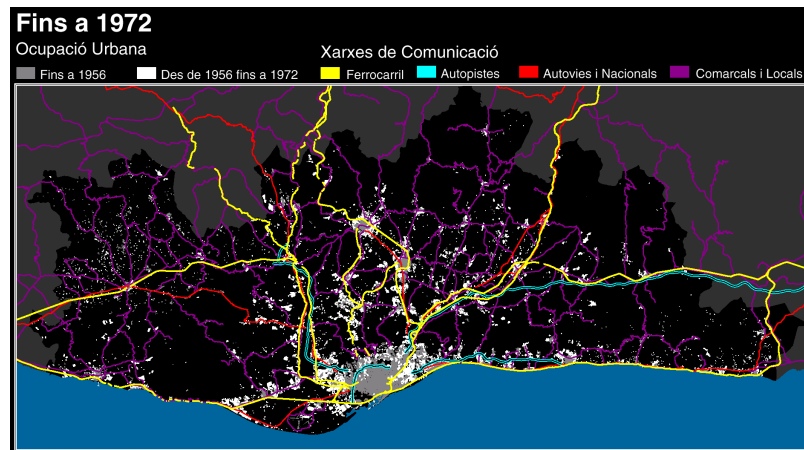 Fins a 1972
Ocupació Urbana
Xarxes de Comunicació
Fins a 1956
Des de 1956 fins a 1972
Ferrocarril
Autopistes
Autovies i Nacionals
Comarcals i Locals